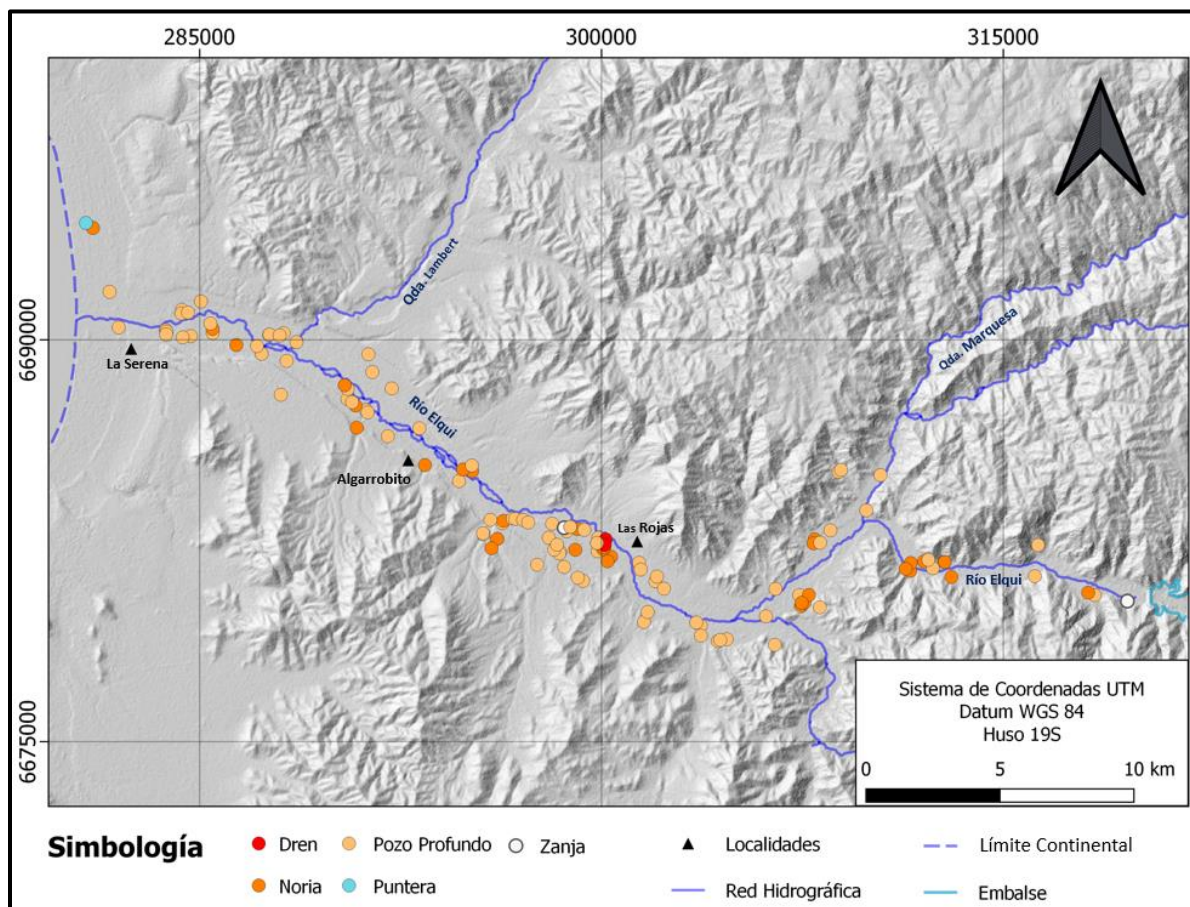 285000
300000
315000
6690000
6675000
Qda. Lambert
Qda. Marquesa
La Serena
Río Elqui
Algarrobito
Las Rojas
Río Elqui
Sistema de Coordenadas UTM
Datum WGS 84
Huso 19S
0 5 10 km
Simbología
Dren
Pozo Profundo
Zanja
Localidades
Límite Continental
Noria
Puntera
Red Hidrográfica
Embalse